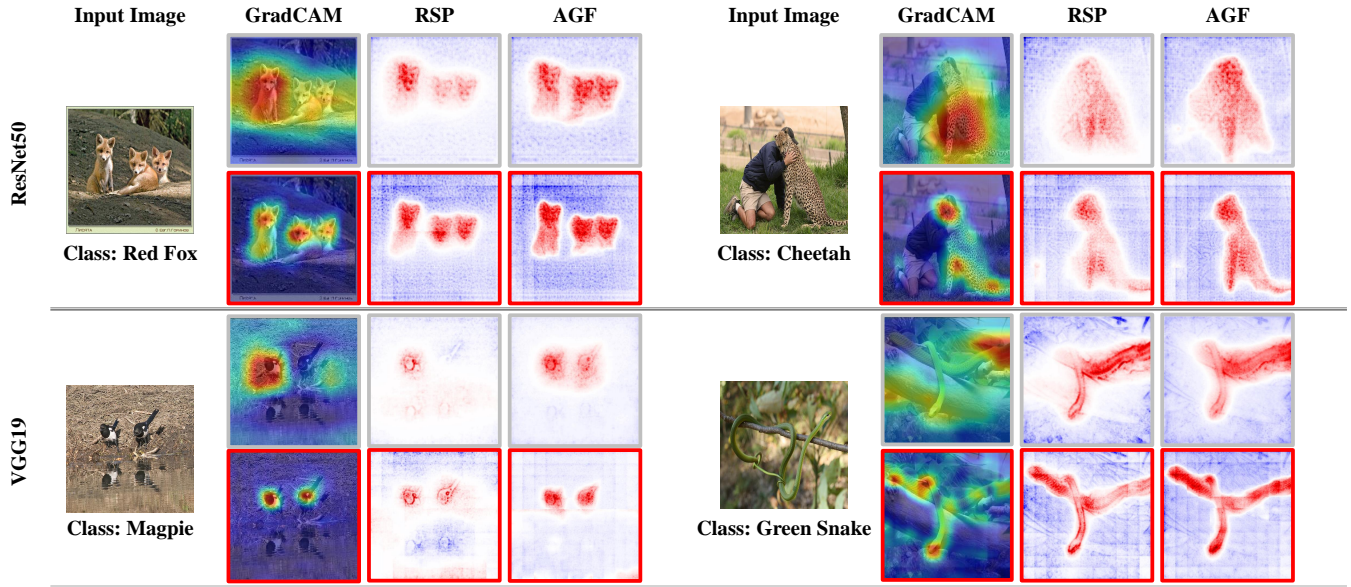 Input Image GradCAM RSP AGF Input Image GradCAM RSP AGF
ResNet50
Class: Red Fox Class: Cheetah
VGG19
Class: Magpie Class: Green Snake